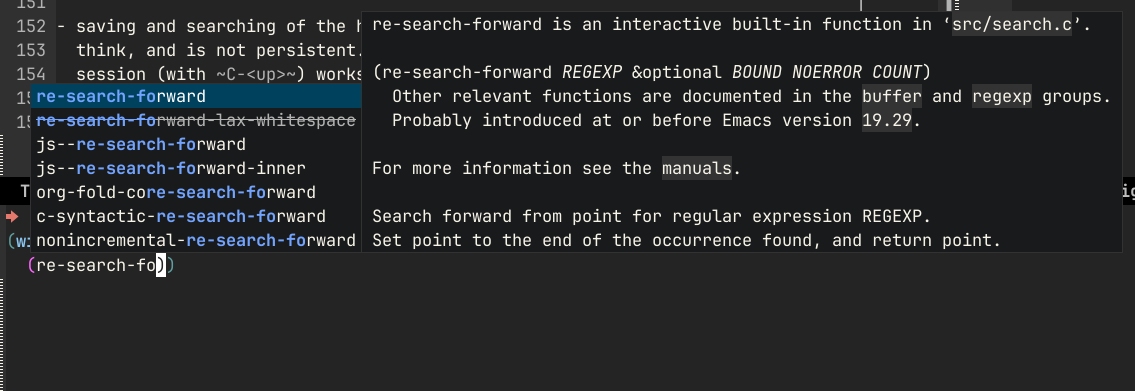 151
152 - saving and searching of the h
153 think, and is not persistent.
154 session (with ~C-<up>~) works
15
15
re-search-forward
re-search-forward-lax-whitespace
js--re-search-forward
js--re-search-forward-inner
org-fold-core-search-forward
c-syntactic-re-search-forward
nonincremental-re-search-forward
re-search-forward is an interactive built-in function in ‘src/search.c’.
(re-search-forward REGEXP &optional BOUND NOERROR COUNT)
Other relevant functions are documented in the buffer and regexp groups.
Probably introduced at or before Emacs version 19.29.
For more information see the manuals.
Search forward from point for regular expression REGEXP.
Set point to the end of the occurrence found, and return point.
T
ig
(wi
(re-search-fo))